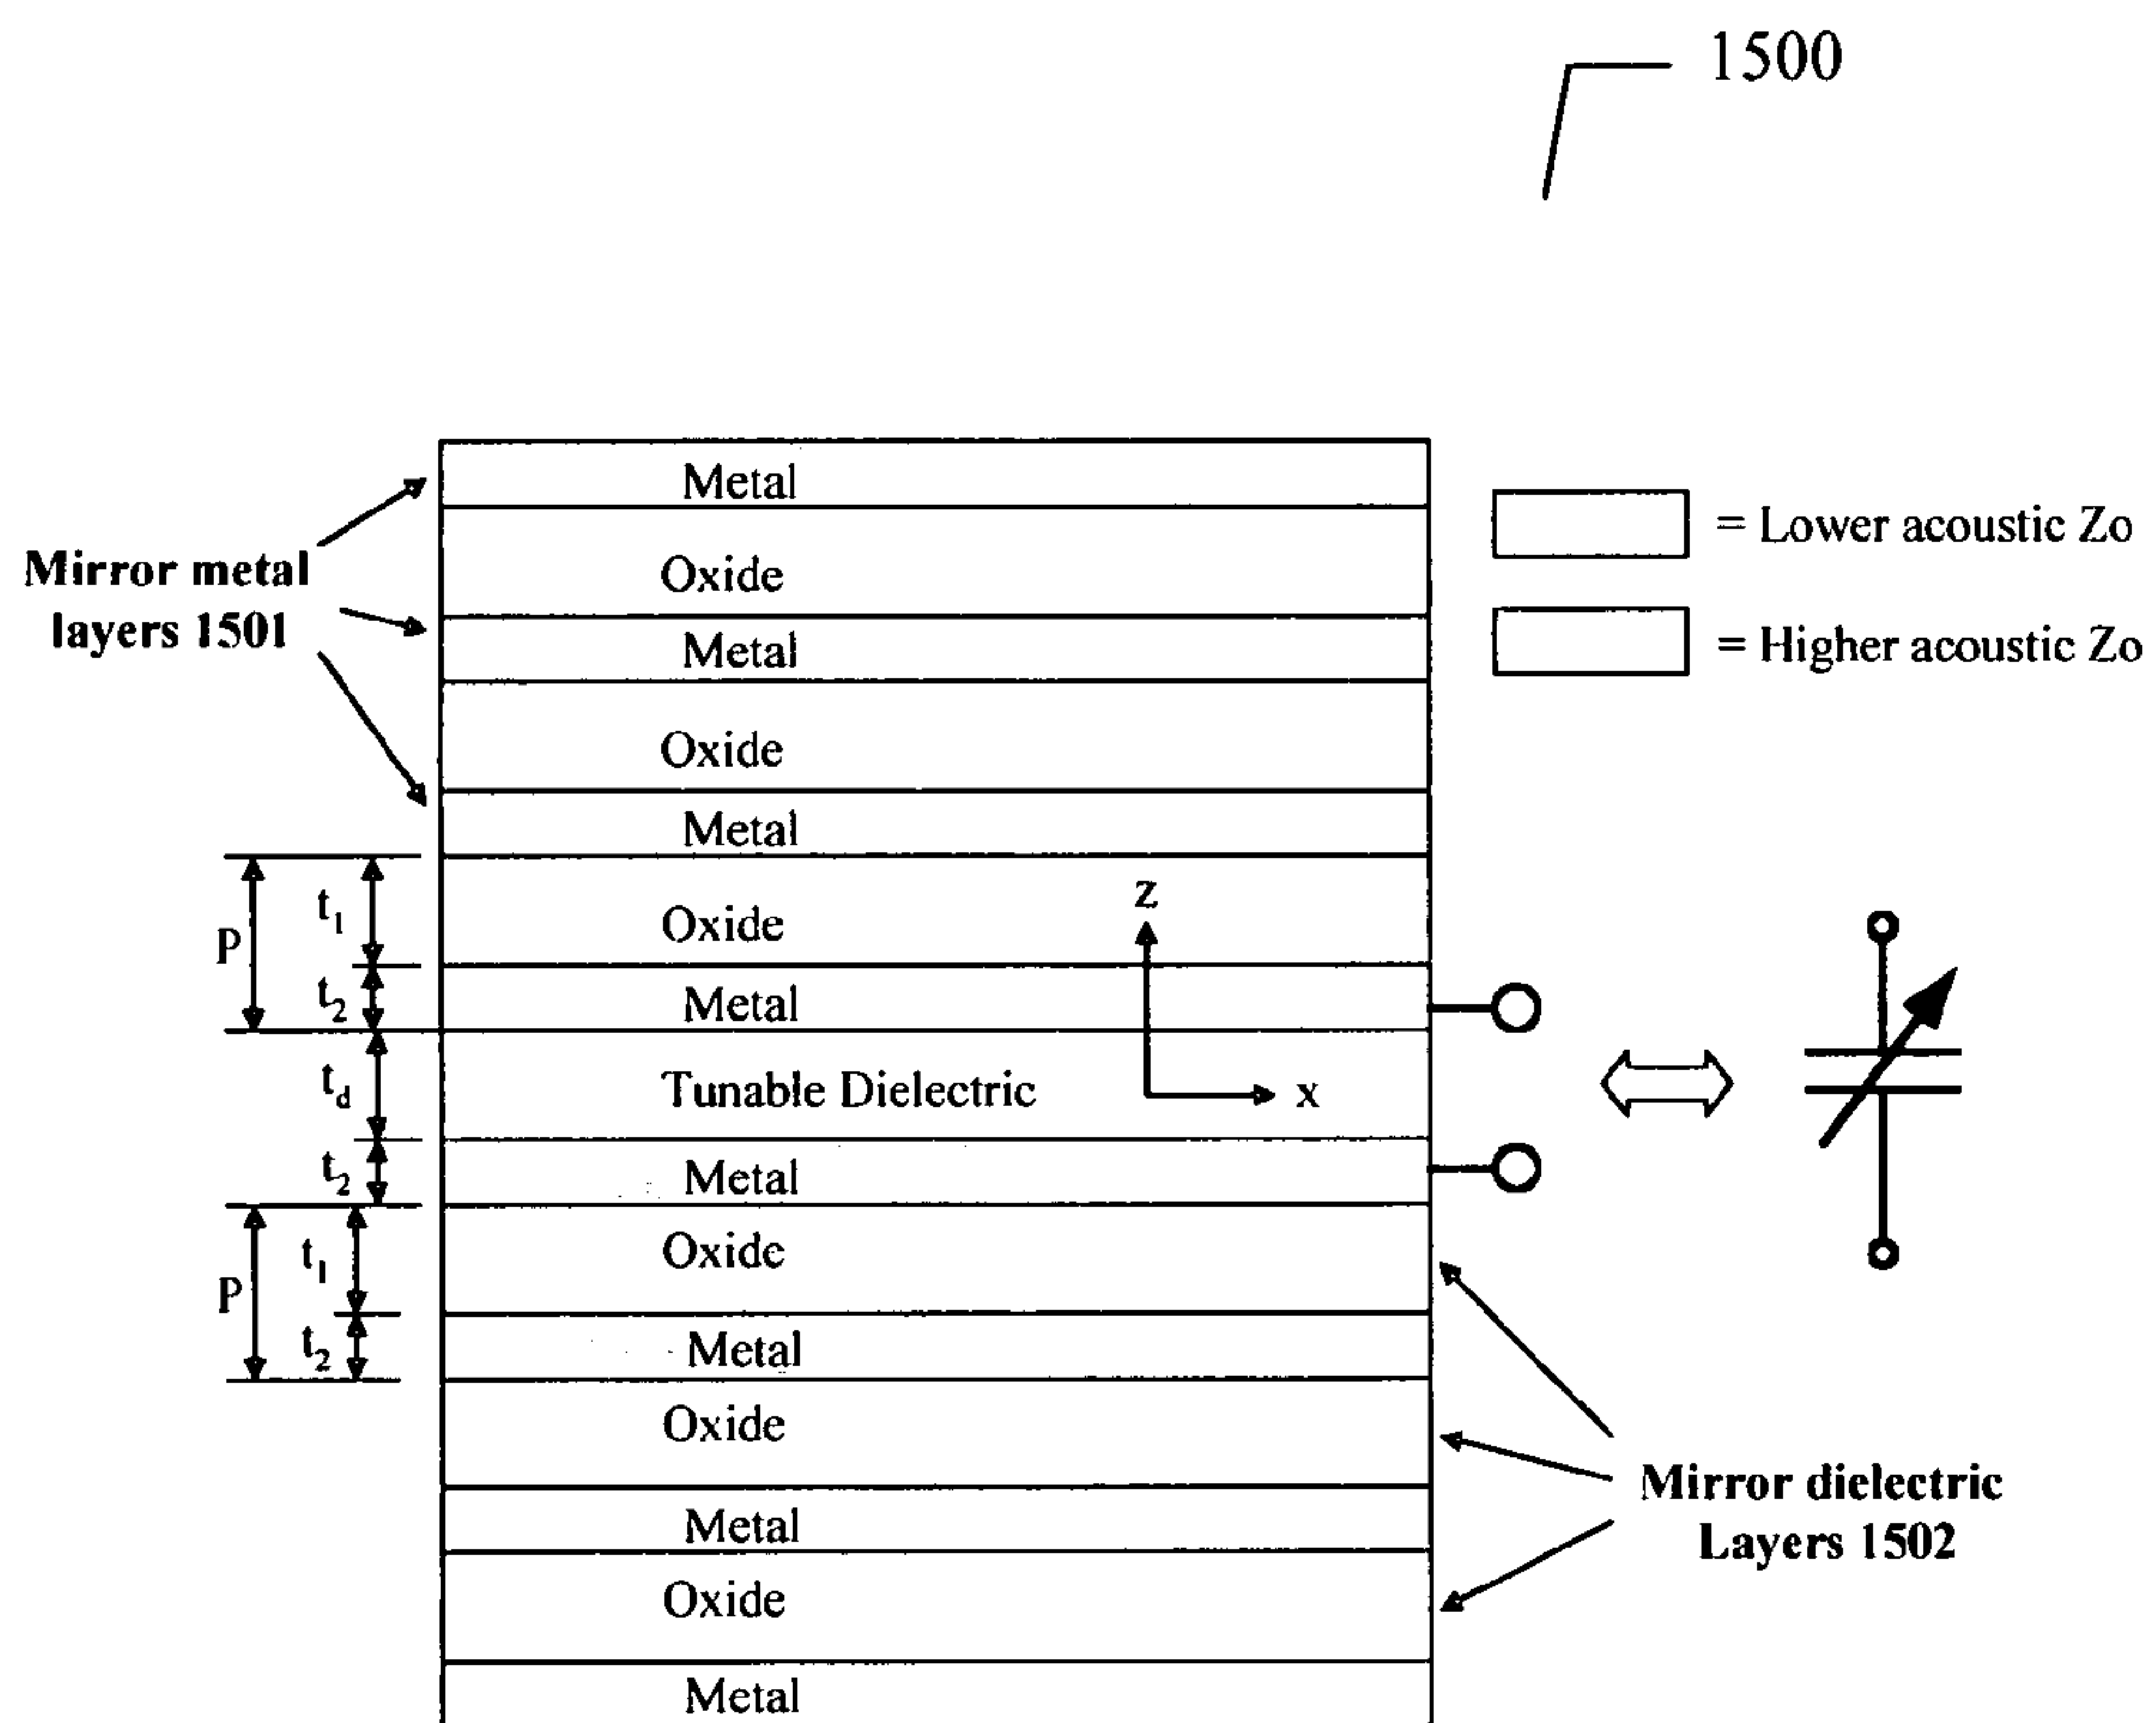 1500
Metal
Oxide
Metal
Oxide
Metal
Oxide
Metal
Tunable Dielectric
Metal
Oxide
Metal
Oxide
Metal
Oxide
Metal
Mirror metal
layers 1501
= Lower acoustic Zo
= Higher acoustic Zo
P
t₁
t₂
t_d
t₂
P
t₁
t₂
z
x
Mirror dielectric
Layers 1502